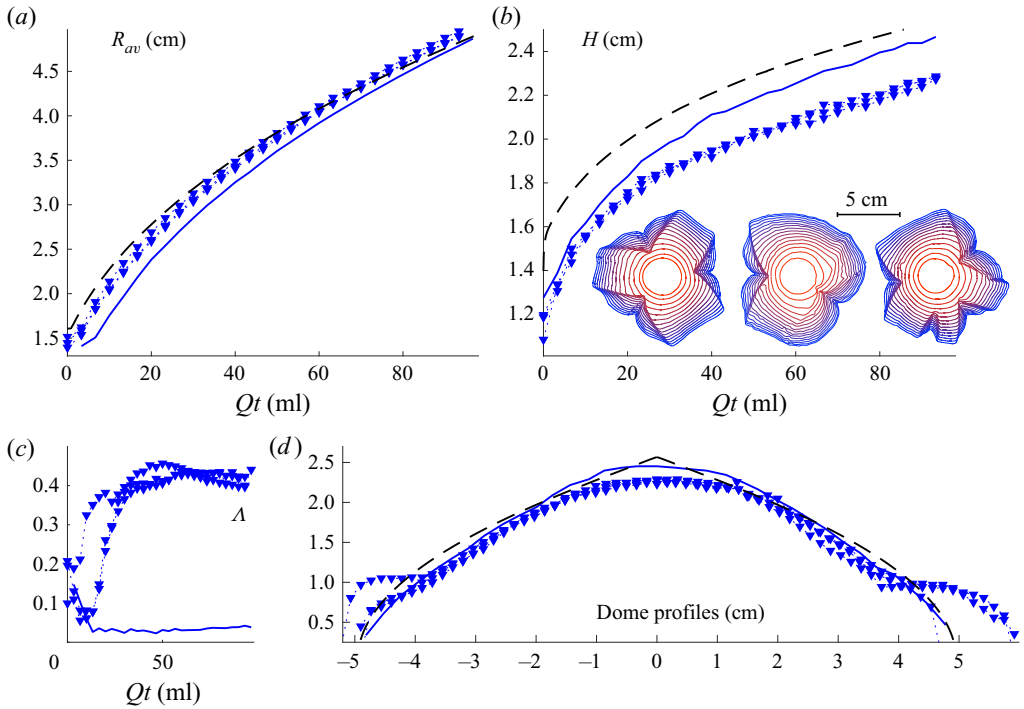 (a)
R_av (cm)
4.5
4.0
3.5
3.0
2.5
2.0
1.5
0 20 40 60 80
Qt (ml)
(b)
H (cm)
2.4
2.2
2.0
1.8
1.6
1.4
1.2
5 cm
0 20 40 60 80
Qt (ml)
(c)
0.4
0.3
0.2
0.1
Λ
0 50
Qt (ml)
(d)
2.5
2.0
1.5
1.0
0.5
Dome profiles (cm)
–5 –4 –3 –2 –1 0 1 2 3 4 5